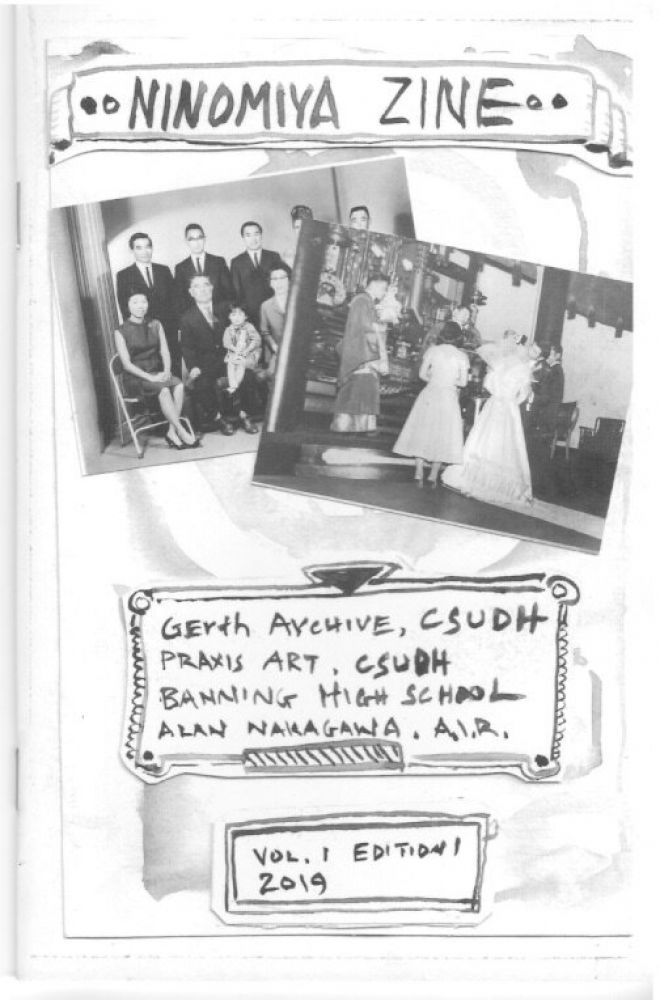 NINOMIYA ZINE
GERTH ARCHIVE, CSUDH
PRAXIS ART, CSUDH
BANNING HIGH SCHOOL
ALAN NAKAGAWA. A.I.R.
VOL. 1 EDITION 1
2019